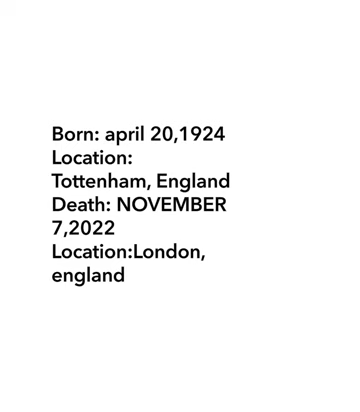 Born: april 20,1924
Location:
Tottenham, England
Death: NOVEMBER
7,2022
Location:London,
england